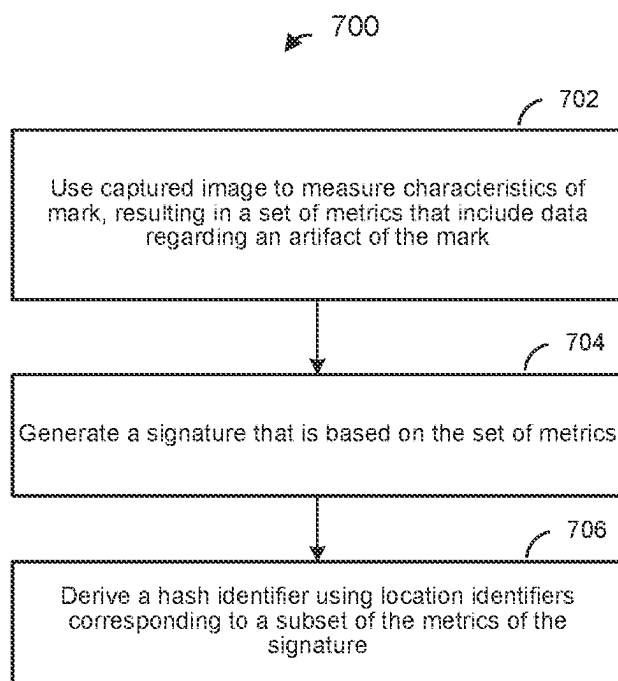 700
702
Use captured image to measure characteristics of
mark, resulting in a set of metrics that include data
regarding an artifact of the mark
704
Generate a signature that is based on the set of metrics
706
Derive a hash identifier using location identifiers
corresponding to a subset of the metrics of the
signature